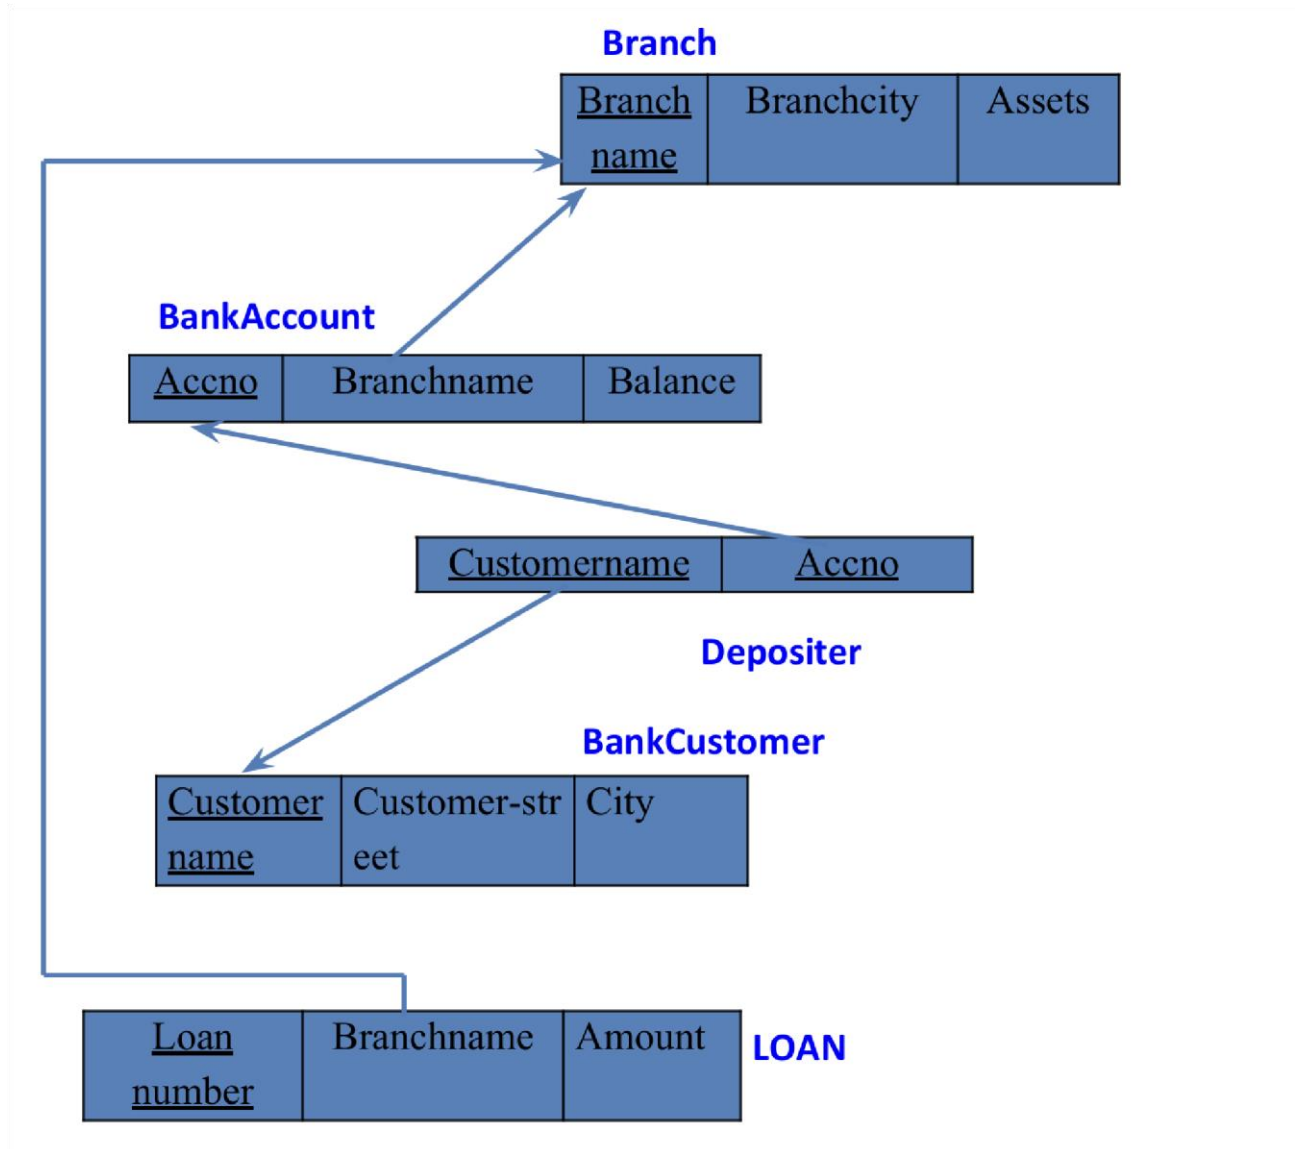 Branch
Branch Branchcity Assets
name
BankAccount
Accno Branchname Balance
Customername Accno
Depositer
BankCustomer
Customer Customer-str City
name eet
Loan Branchname Amount
number
LOAN